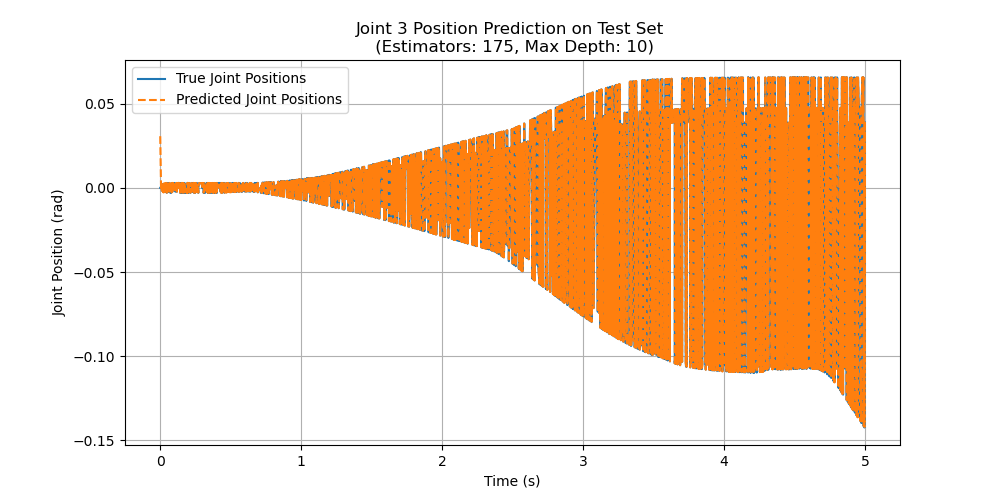 Joint 3 Position Prediction on Test Set
(Estimators: 175, Max Depth: 10)
True Joint Positions
Predicted Joint Positions
Joint Position (rad)
0.05
0.00
−0.05
−0.10
−0.15
0 1 2 3 4 5
Time (s)